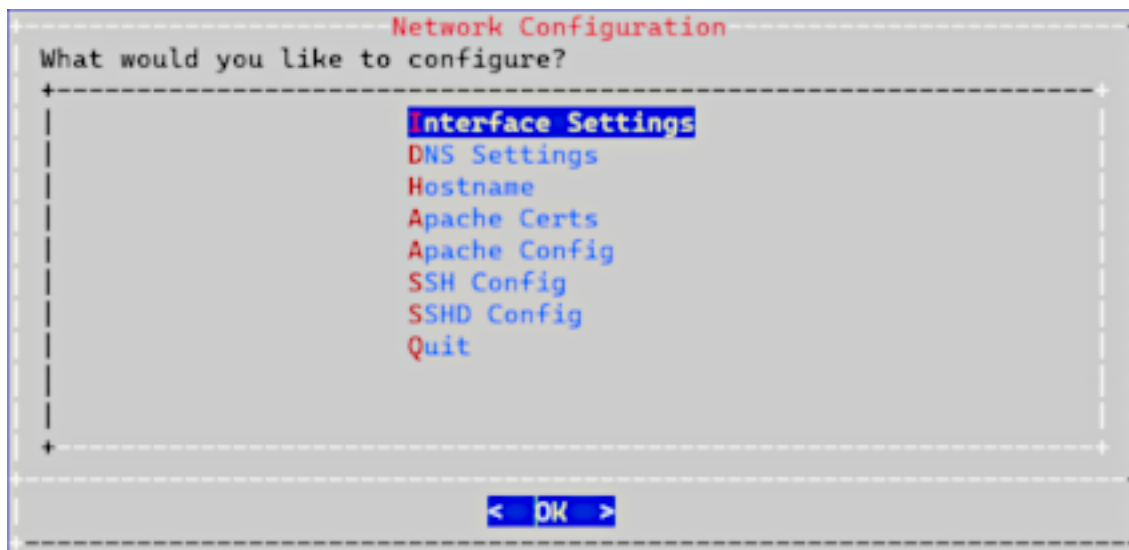 Network Configuration
What would you like to configure?
Interface Settings
DNS Settings
Hostname
Apache Certs
Apache Config
SSH Config
SSHD Config
Quit
< OK >